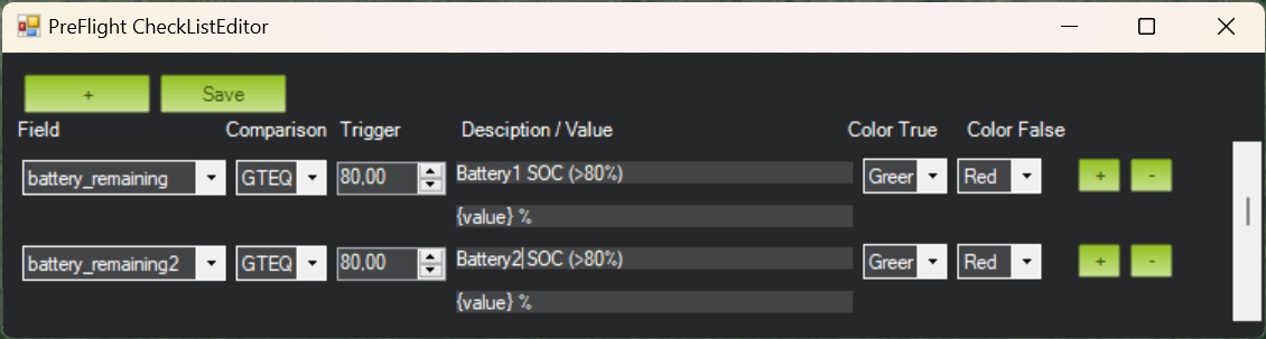 PreFlight CheckListEditor
+ Save
Field Comparison Trigger Desciption / Value Color True Color False
battery_remaining GTEQ 80,00 Battery1 SOC (>80%) Greer Red + -
{value} %
battery_remaining2 GTEQ 80,00 Battery2 SOC (>80%) Greer Red + -
{value} %